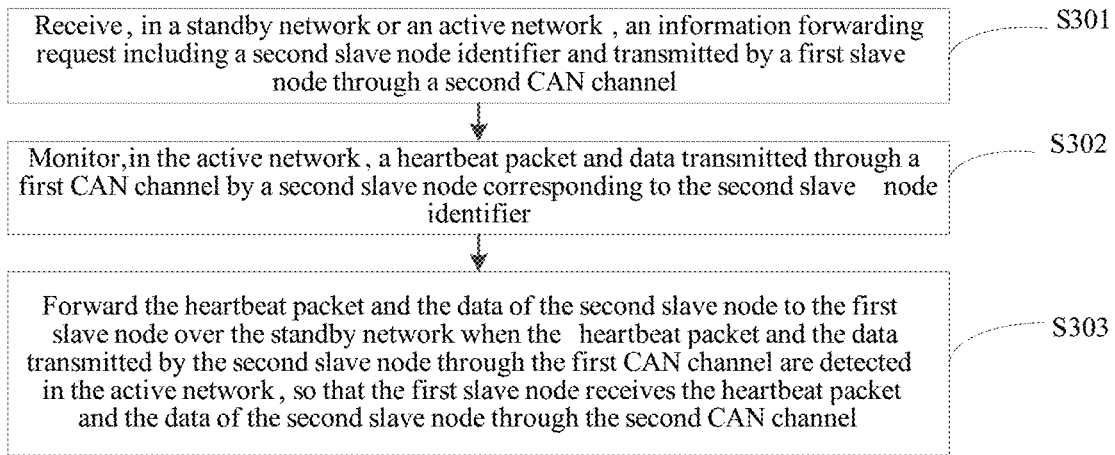 Receive, in a standby network or an active network, an information forwarding
request including a second slave node identifier and transmitted by a first slave
node through a second CAN channel
S301
Monitor,in the active network, a heartbeat packet and data transmitted through a
first CAN channel by a second slave node corresponding to the second slave node
identifier
S302
Forward the heartbeat packet and the data of the second slave node to the first
slave node over the standby network when the heartbeat packet and the data
transmitted by the second slave node through the first CAN channel are detected
in the active network, so that the first slave node receives the heartbeat packet
and the data of the second slave node through the second CAN channel
S303